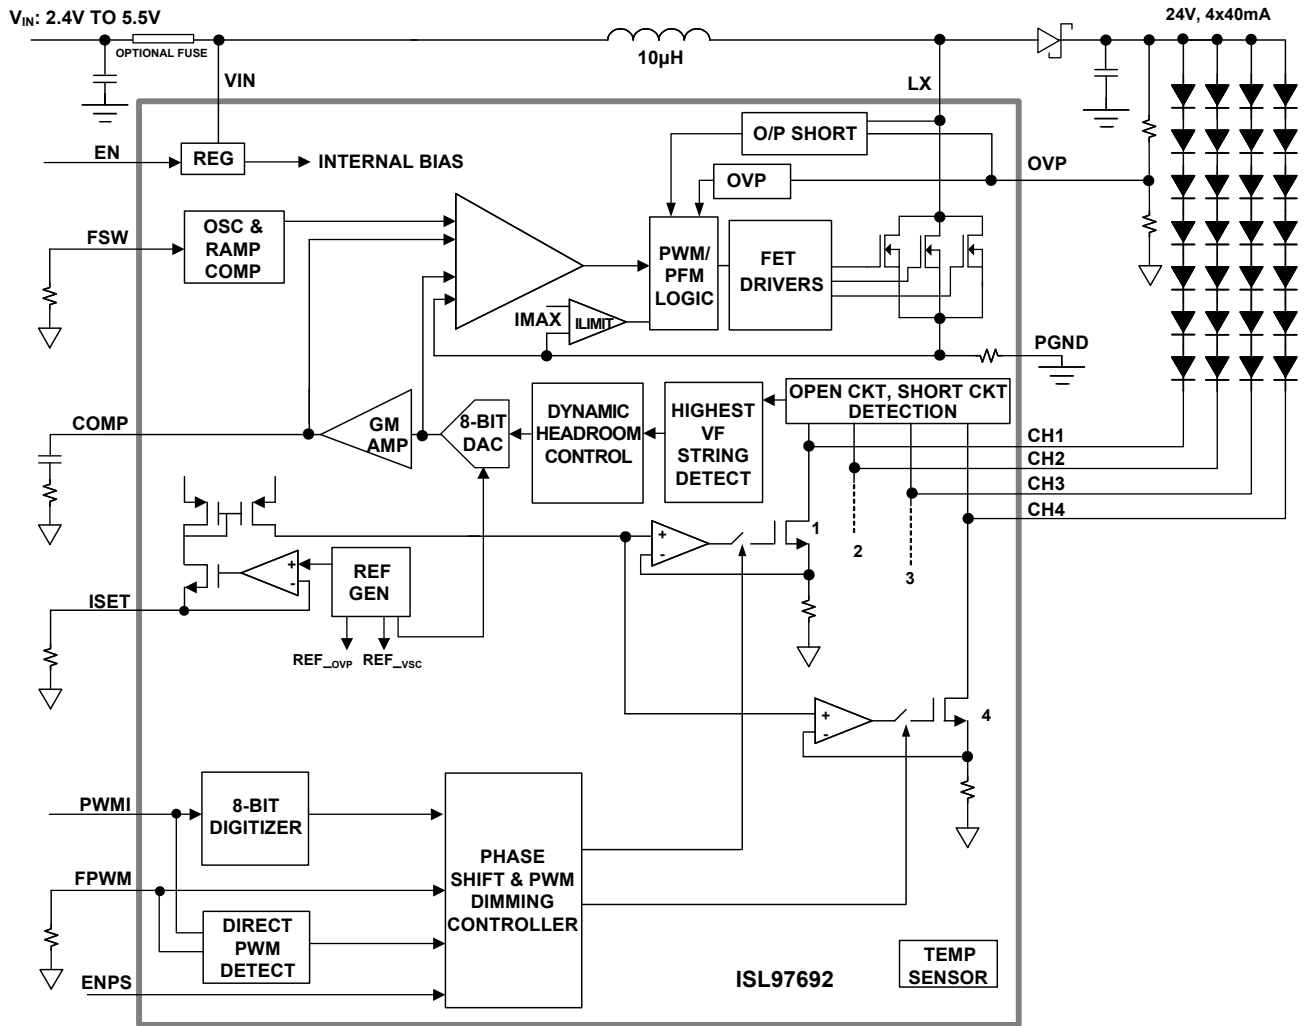 V_IN: 2.4V TO 5.5V
24V, 4x40mA
OPTIONAL FUSE
10µH
VIN
LX
O/P SHORT
EN
REG
INTERNAL BIAS
OVP
OVP
FSW
OSC &
RAMP
COMP
PWM/
PFM
LOGIC
FET
DRIVERS
IMAX
ILIMIT
PGND
COMP
GM
AMP
8-BIT
DAC
DYNAMIC
HEADROOM
CONTROL
HIGHEST
VF
STRING
DETECT
OPEN CKT, SHORT CKT
DETECTION
CH1
CH2
CH3
CH4
+
-
1
2
3
+
-
REF
GEN
ISET
REF_OVP
REF_VSC
+
-
4
PWMI
8-BIT
DIGITIZER
FPWM
PHASE
SHIFT & PWM
DIMMING
CONTROLLER
DIRECT
PWM
DETECT
ENPS
ISL97692
TEMP
SENSOR